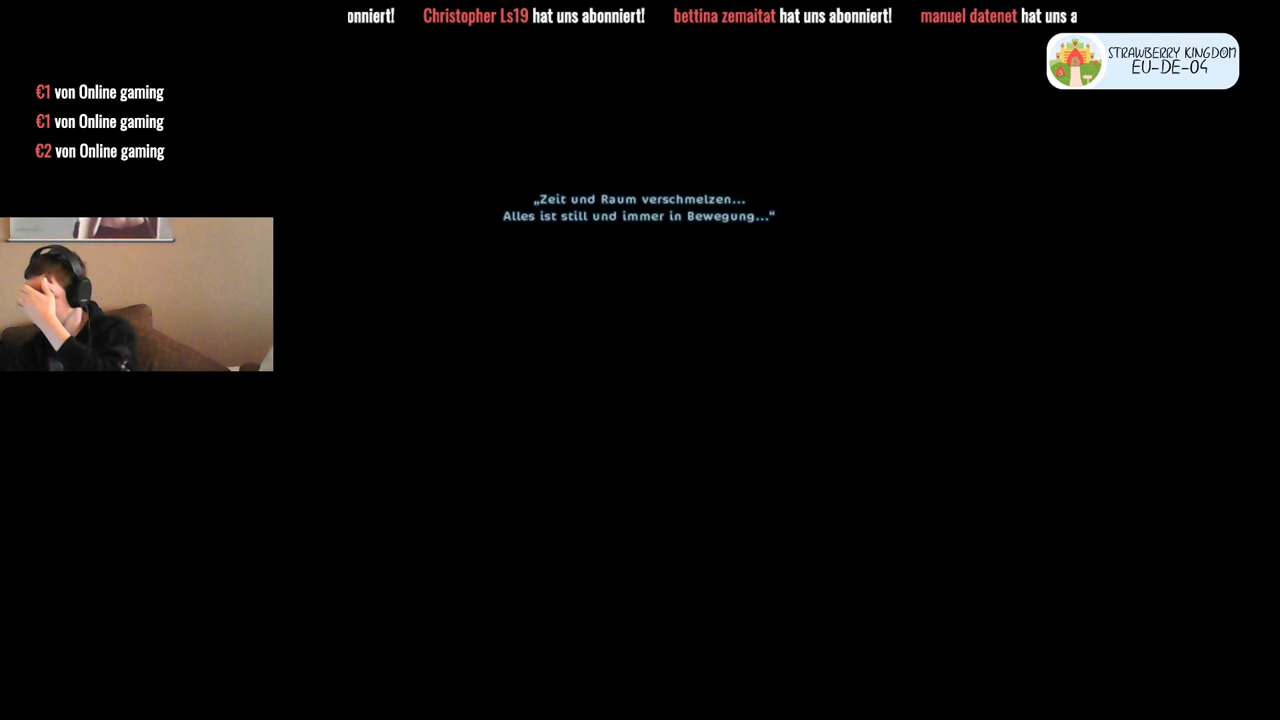 onniert! Christopher Ls19 hat uns abonniert! bettina zemaitat hat uns abonniert! manuel datenet hat uns a
STRAWBERRY KINGDOM
EU-DE-04
€1 von Online gaming
€1 von Online gaming
€2 von Online gaming
„Zeit und Raum verschmelzen...
Alles ist still und immer in Bewegung...“